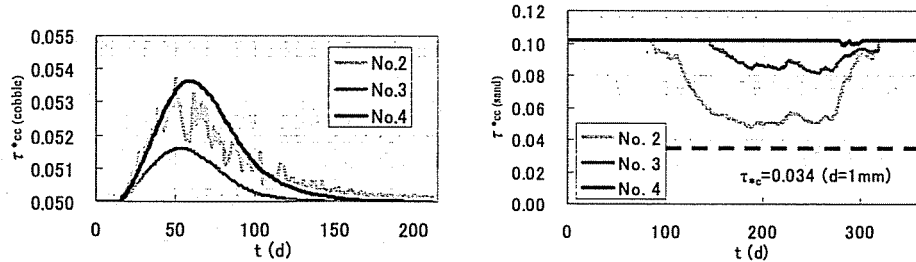 0.055
0.054
0.053
0.052
0.051
0.050
τ*cc (cobble)
No.2
No.3
No.4
0 50 100 150 200
t (d)
0.12
0.10
0.08
0.06
0.04
0.02
0.00
τ*cc (sand)
No. 2
No. 3
No. 4
τ*c=0.034 (d=1mm)
0 100 200 300
t (d)